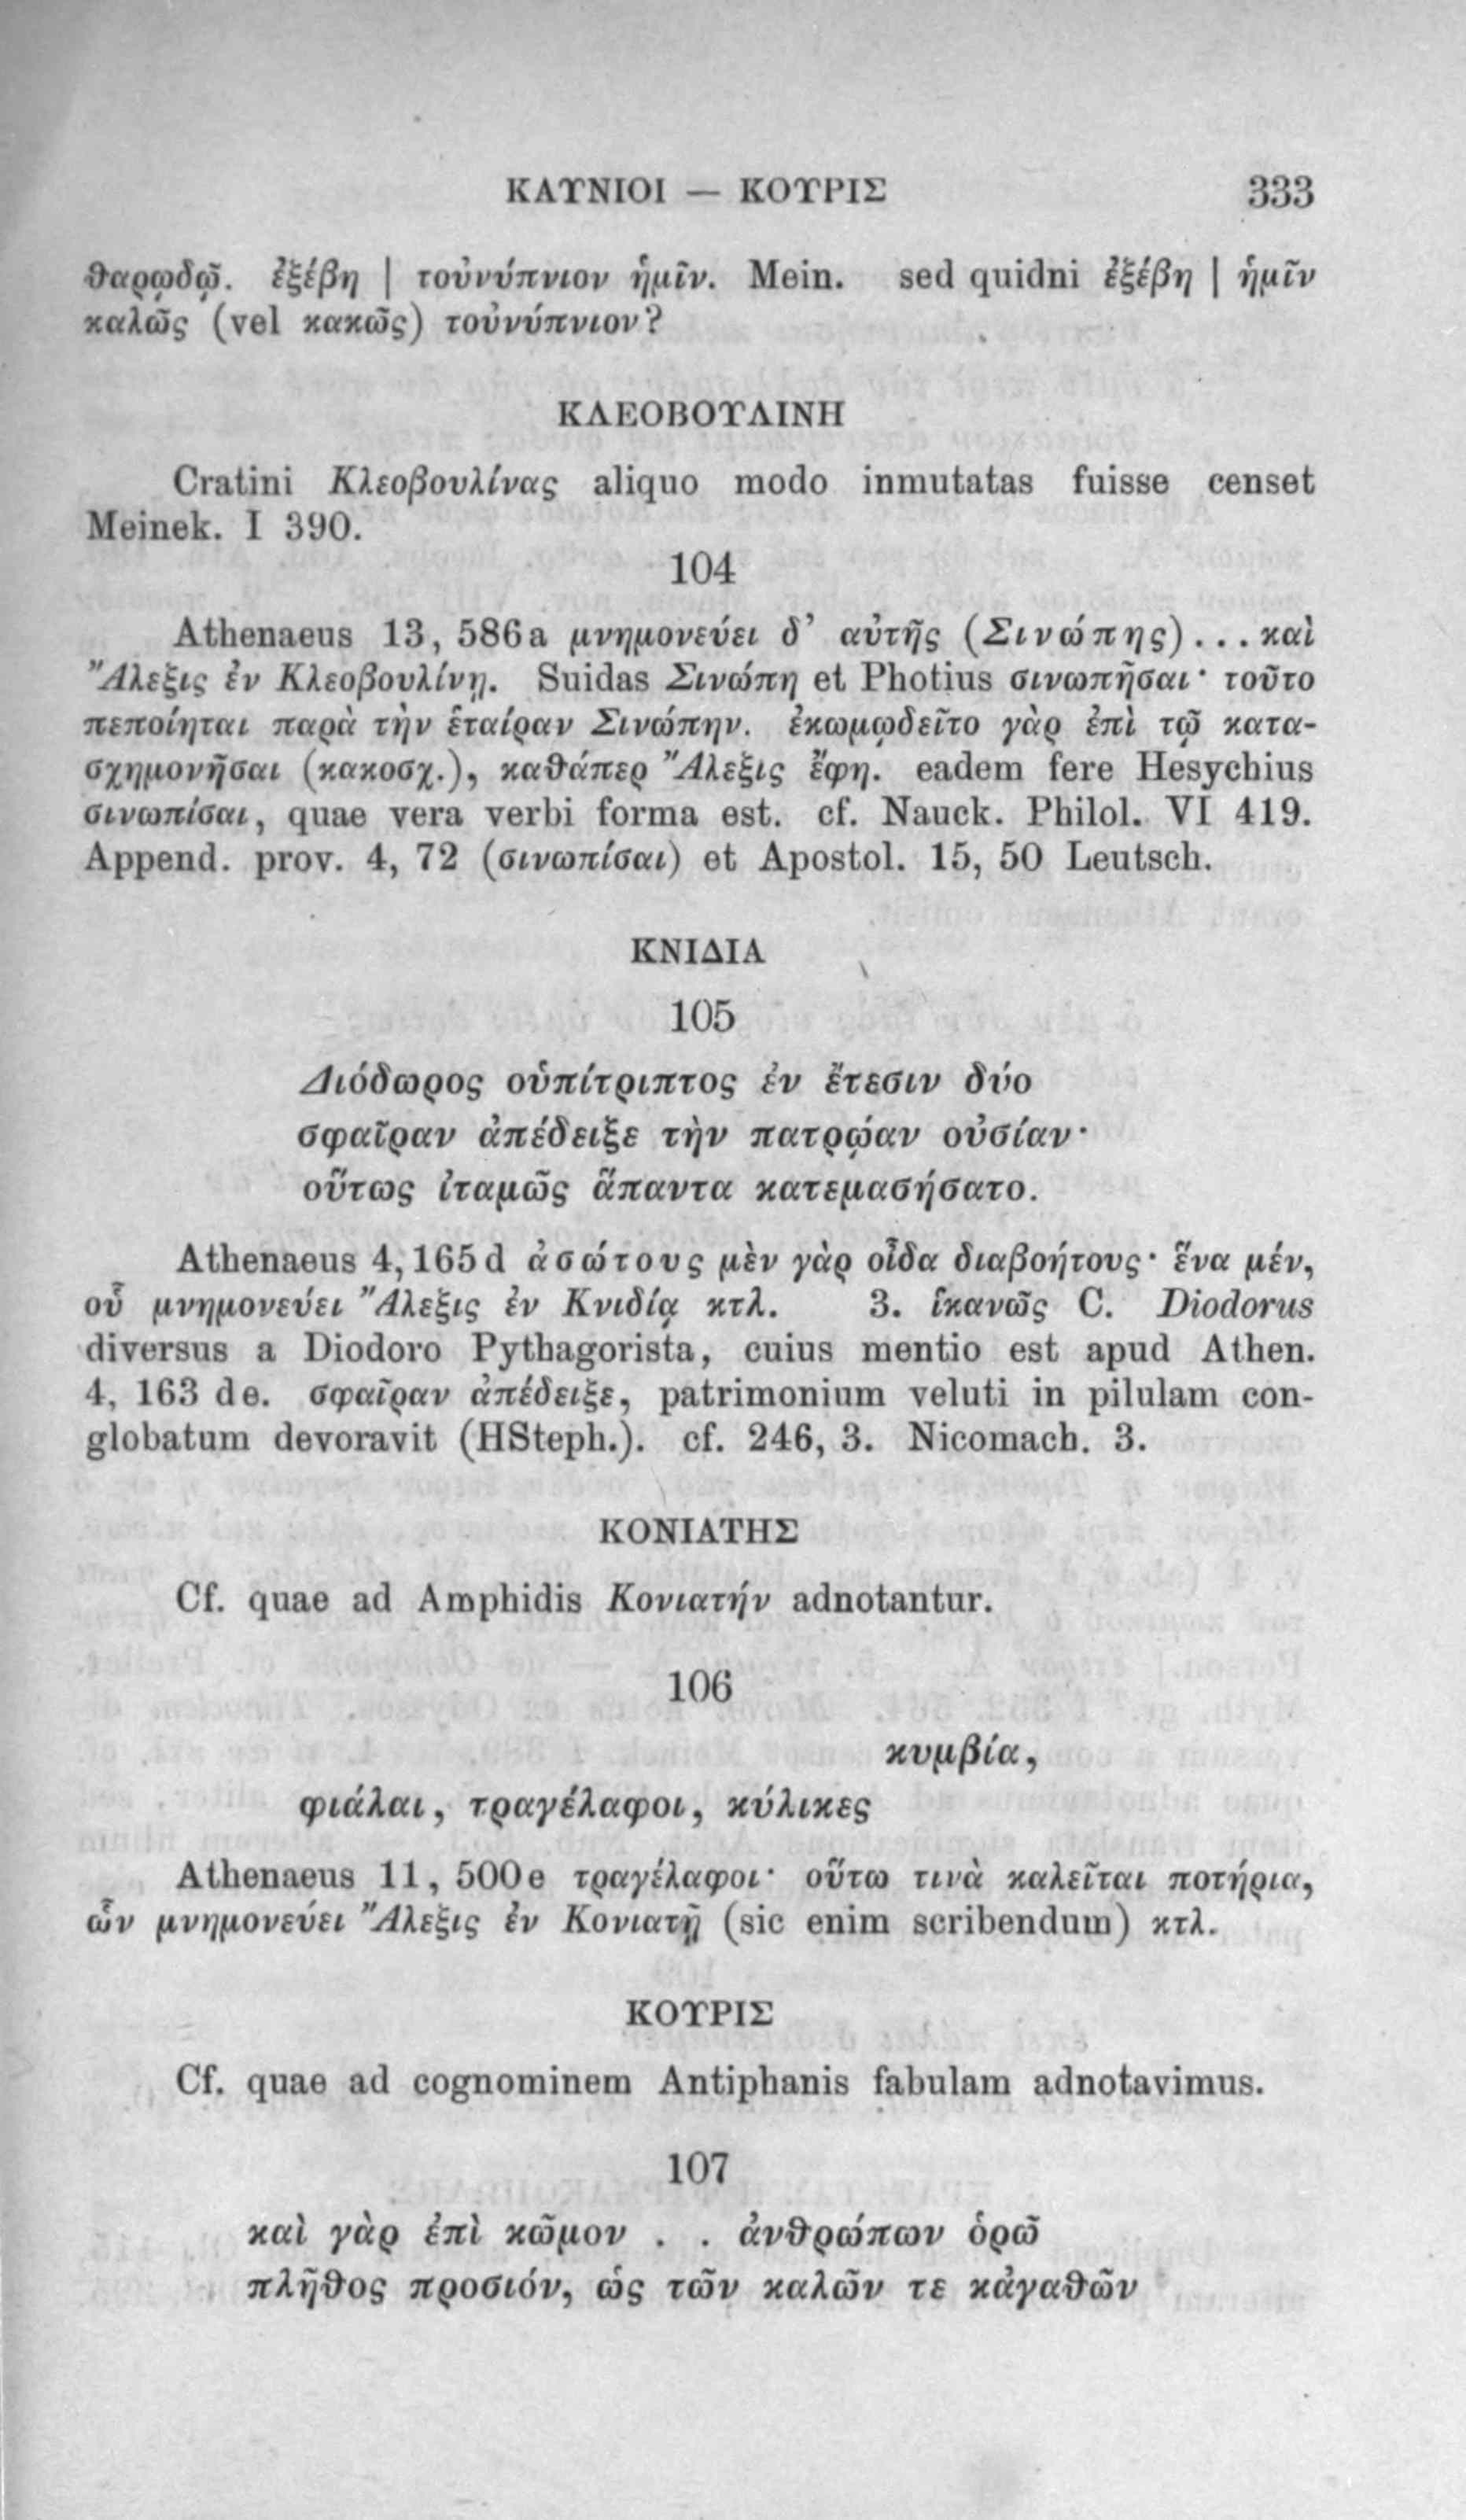 ΚΑΥΝΙΟΙ — ΚΟΥΡΙΣ 333
θαρῳδῷ. ἐξέβη | τοὐνύπνιον ἡμῖν. Mein. sed quidni ἐξέβη | ἡμῖν
καλῶς (vel κακῶς) τοὐνύπνιον?
ΚΛΕΟΒΟΥΛΙΝΗ
Cratini Κλεοβουλίνας aliquo modo inmutatas fuisse censet
Meinek. I 390.
104
Athenaeus 13, 586a μνημονεύει δ’ αὐτῆς (Σινώπης) ... καὶ
Ἄλεξις ἐν Κλεοβουλίνῃ. Suidas Σινώπη et Photius σινωπῆσαι· τοῦτο
πεποίηται παρὰ τὴν ἑταίραν Σινώπην. ἐκωμῳδεῖτο γὰρ ἐπὶ τῷ κατα-
σχημονῆσαι (κακοσχ.), καθάπερ Ἄλεξις ἔφη. eadem fere Hesychius
σινωπίσαι, quae vera verbi forma est. cf. Nauck. Philol. VI 419.
Append. prov. 4, 72 (σινωπίσαι) et Apostol. 15, 50 Leutsch.
ΚΝΙΔΙΑ
105
Διόδωρος οὑπίτριπτος ἐν ἔτεσιν δύο
σφαῖραν ἀπέδειξε τὴν πατρῴαν οὐσίαν·
οὕτως ἰταμῶς ἅπαντα κατεμασήσατο.
Athenaeus 4, 165d ἀσώτους μὲν γὰρ οἶδα διαβοήτους· ἕνα μέν,
οὗ μνημονεύει Ἄλεξις ἐν Κνιδίᾳ κτλ. 3. ἱκανῶς C. Diodorus
diversus a Diodoro Pythagorista, cuius mentio est apud Athen.
4, 163 de. σφαῖραν ἀπέδειξε, patrimonium veluti in pilulam con-
globatum devoravit (HSteph.). cf. 246, 3. Nicomach. 3.
ΚΟΝΙΑΤΗΣ
Cf. quae ad Amphidis Κονιατήν adnotantur.
106
κυμβία,
φιάλαι, τραγέλαφοι, κύλικες
Athenaeus 11, 500e τραγέλαφοι· οὕτω τινὰ καλεῖται ποτήρια,
ὧν μνημονεύει Ἄλεξις ἐν Κονιατῇ (sic enim scribendum) κτλ.
ΚΟΥΡΙΣ
Cf. quae ad cognominem Antiphanis fabulam adnotavimus.
107
καὶ γὰρ ἐπὶ κῶμον . . ἀνθρώπων ὁρῶ
πλῆθος προσιόν, ὡς τῶν καλῶν τε κἀγαθῶν